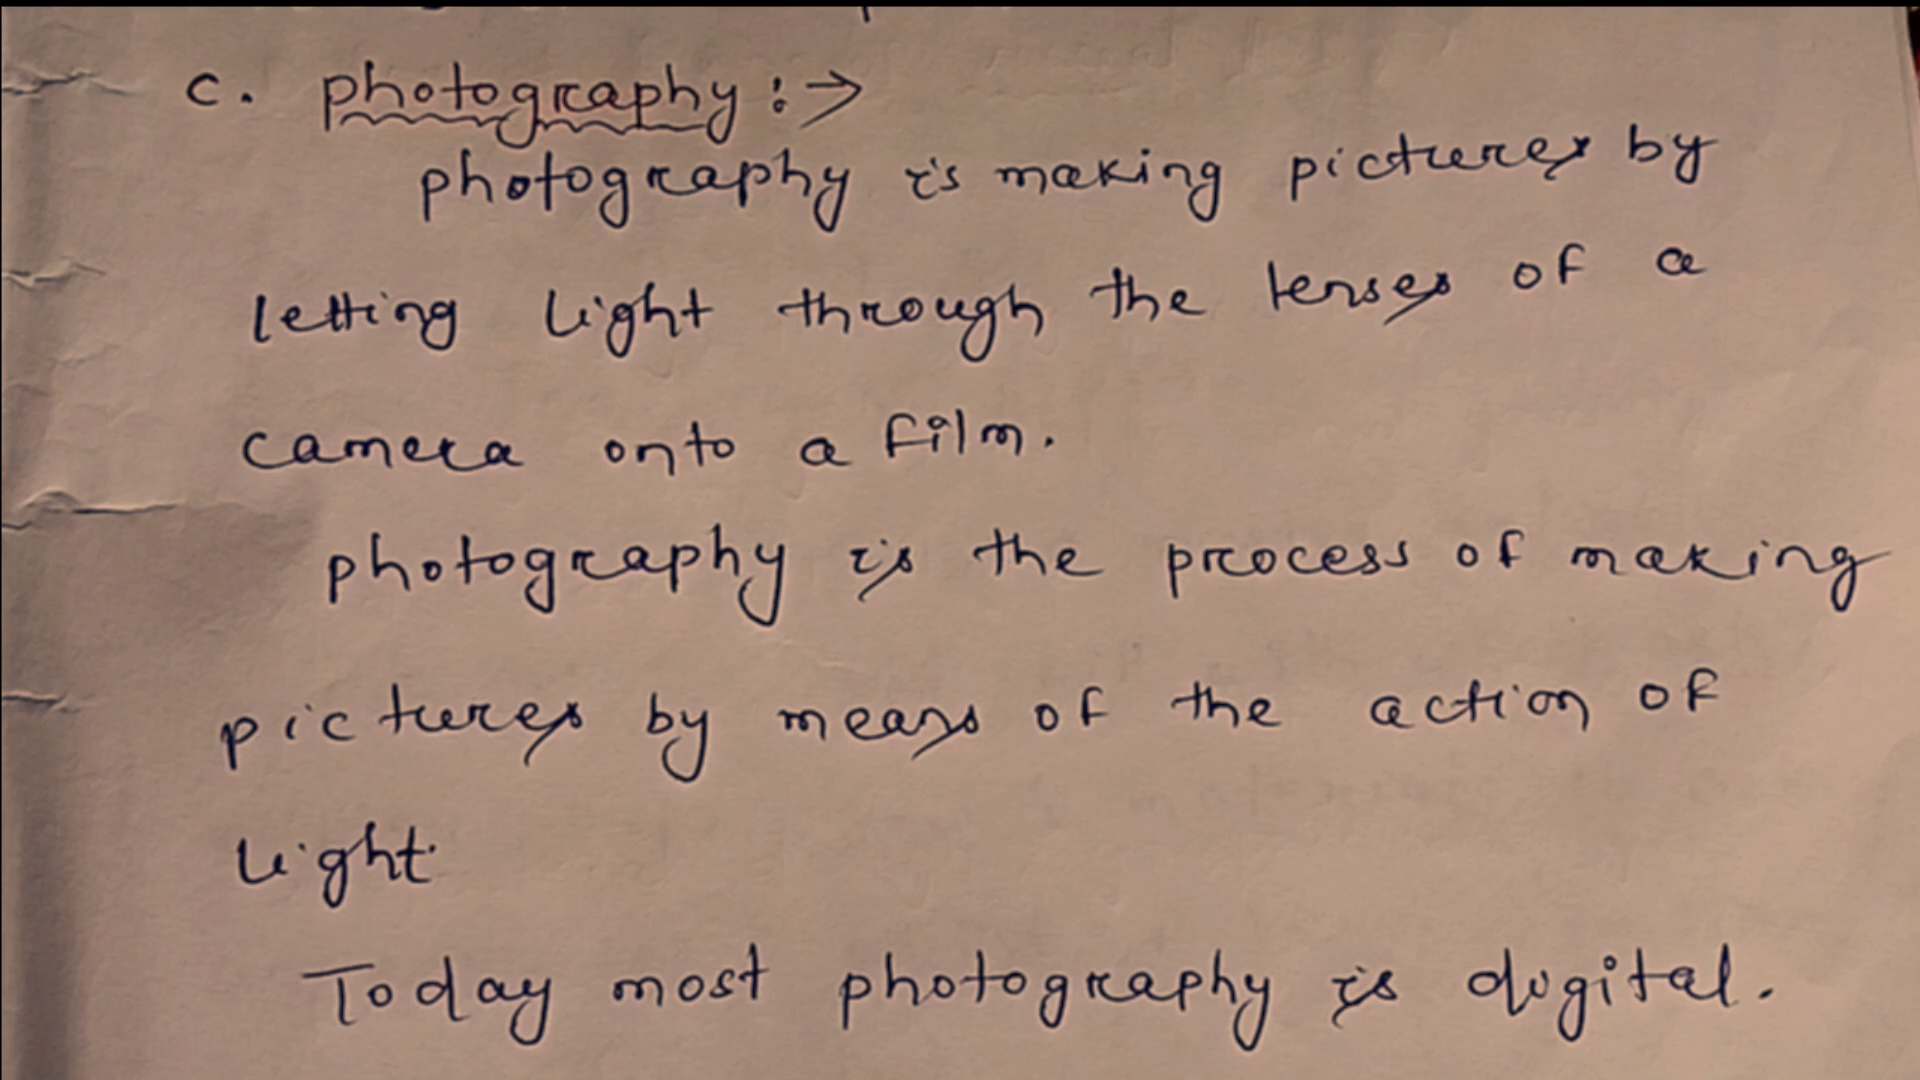 c. photography :→
photography is making pictures by
letting light through the lenses of a
camera onto a film.
photography is the process of making
pictures by means of the action of
light.
Today most photography is digital.